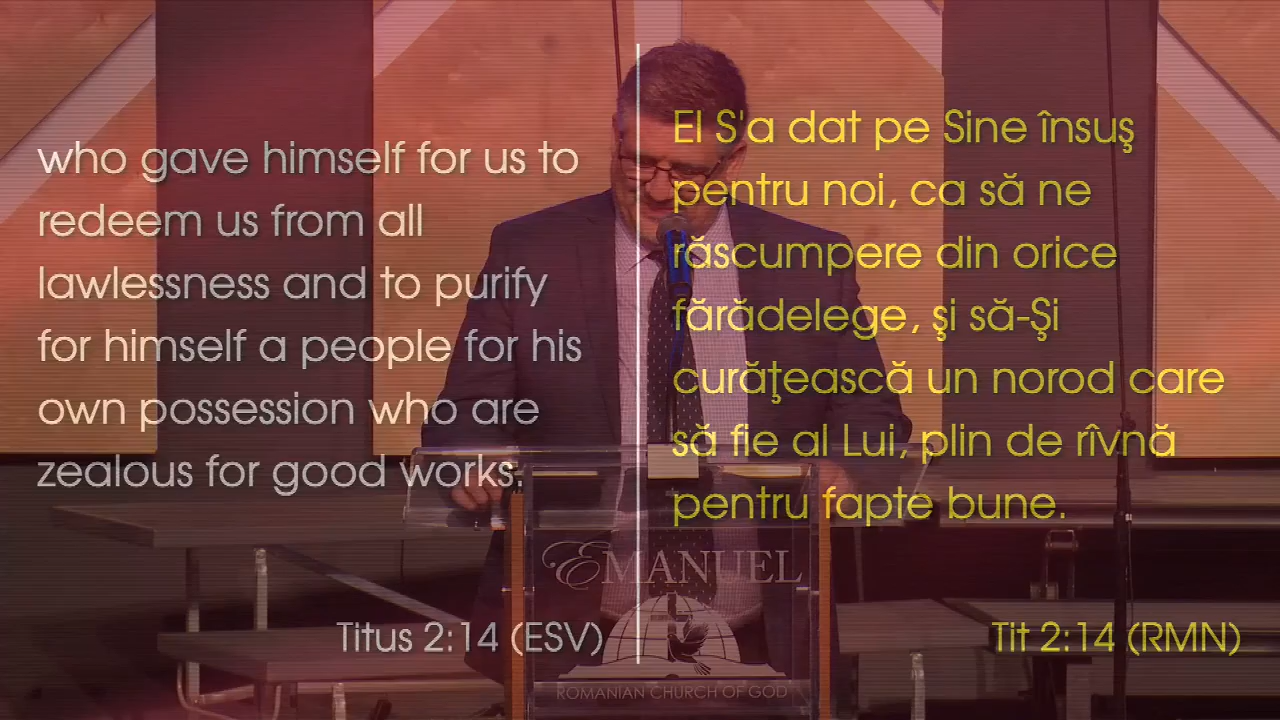 who gave himself for us to
redeem us from all
lawlessness and to purify
for himself a people for his
own possession who are
zealous for good works.
Titus 2:14 (ESV)
El S'a dat pe Sine însuş
pentru noi, ca să ne
răscumpere din orice
fărădelege, şi să-Şi
curăţească un norod care
să fie al Lui, plin de rîvnă
pentru fapte bune.
Tit 2:14 (RMN)
EMANUEL
ROMANIAN CHURCH OF GOD